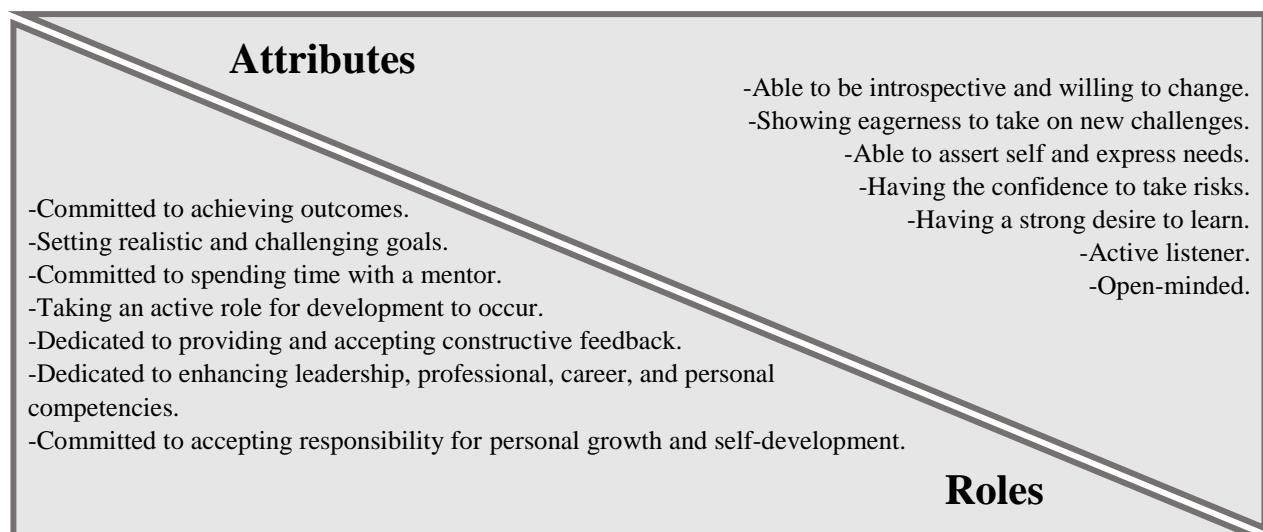 Attributes
-Able to be introspective and willing to change.
-Showing eagerness to take on new challenges.
-Able to assert self and express needs.
-Having the confidence to take risks.
-Having a strong desire to learn.
-Active listener.
-Open-minded.
-Committed to achieving outcomes.
-Setting realistic and challenging goals.
-Committed to spending time with a mentor.
-Taking an active role for development to occur.
-Dedicated to providing and accepting constructive feedback.
-Dedicated to enhancing leadership, professional, career, and personal
competencies.
-Committed to accepting responsibility for personal growth and self-development.
Roles